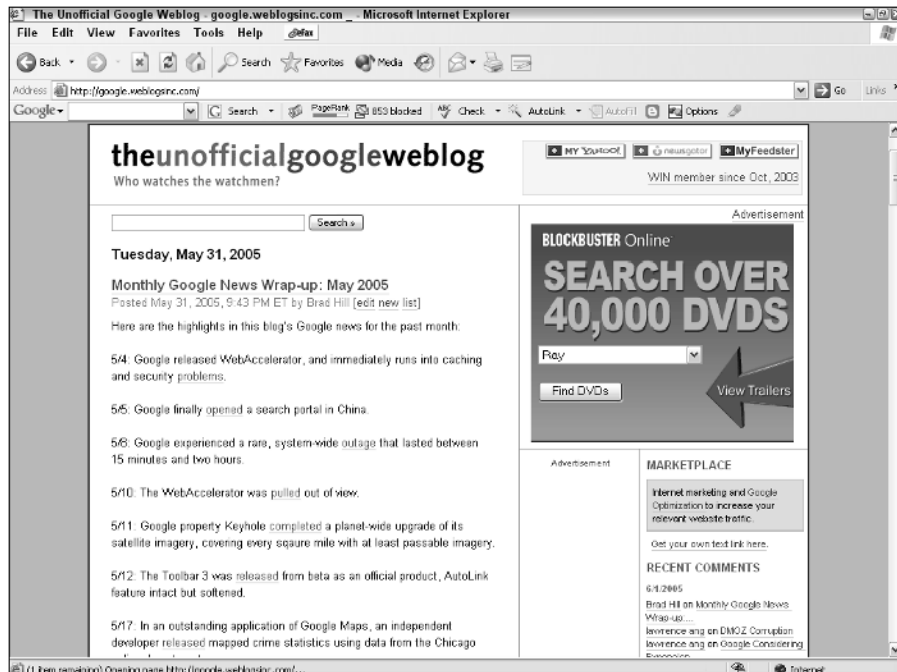 The Unofficial Google Weblog - google.weblogsinc.com _ - Microsoft Internet Explorer
File Edit View Favorites Tools Help
Back Search Favorites Media
Address http://google.weblogsinc.com/ Go Links
Google Search PageRank 853 blocked Check AutoLink AutoFill Options
theunofficialgoogleweblog
Who watches the watchmen?
MY YAHOO! newsgator MyFeedster
WIN member since Oct, 2003
Search »
Tuesday, May 31, 2005
Monthly Google News Wrap-up: May 2005
Posted May 31, 2005, 9:43 PM ET by Brad Hill [edit new list]
Here are the highlights in this blog's Google news for the past month:
5/4: Google released WebAccelerator, and immediately runs into caching
and security problems.
5/5: Google finally opened a search portal in China.
5/8: Google experienced a rare, system-wide outage that lasted between
15 minutes and two hours.
5/10: The WebAccelerator was pulled out of view.
5/11: Google property Keyhole completed a planet-wide upgrade of its
satellite imagery, covering every sqaure mile with at least passable imagery.
5/12: The Toolbar 3 was released from beta as an official product, AutoLink
feature intact but softened.
5/17: In an outstanding application of Google Maps, an independent
developer released mapped crime statistics using data from the Chicago
Advertisement
BLOCKBUSTER Online
SEARCH OVER
40,000 DVDS
Ray
Find DVDs
View Trailers
Advertisement
MARKETPLACE
Internet marketing and Google
Optimization to increase your
relevant website traffic.
Get your own text link here.
RECENT COMMENTS
6/1/2005
Brad Hill on Monthly Google News
Wrap-up:...
lawrence ang on DMOZ Corruption
lawrence ang on Google Considering
Expansion
(1 item remaining) Opening page http://google.weblogsinc.com/...
Internet